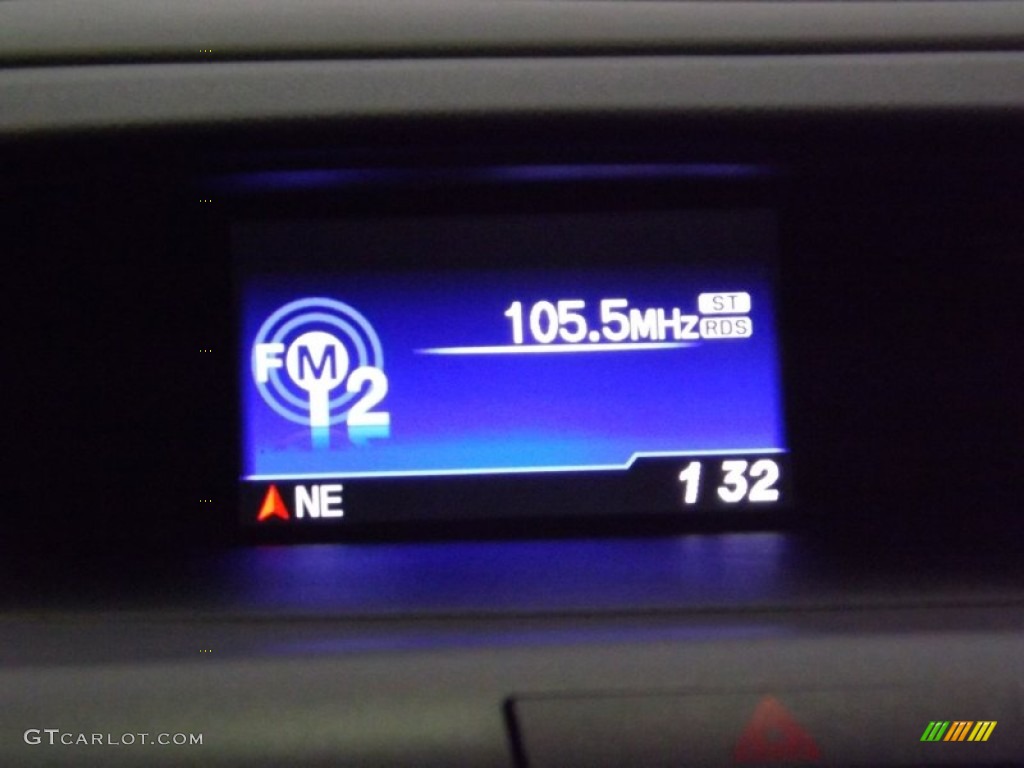 105.5MHz ST
RDS
FM
2
NE
1 32
GTCARLOT.COM